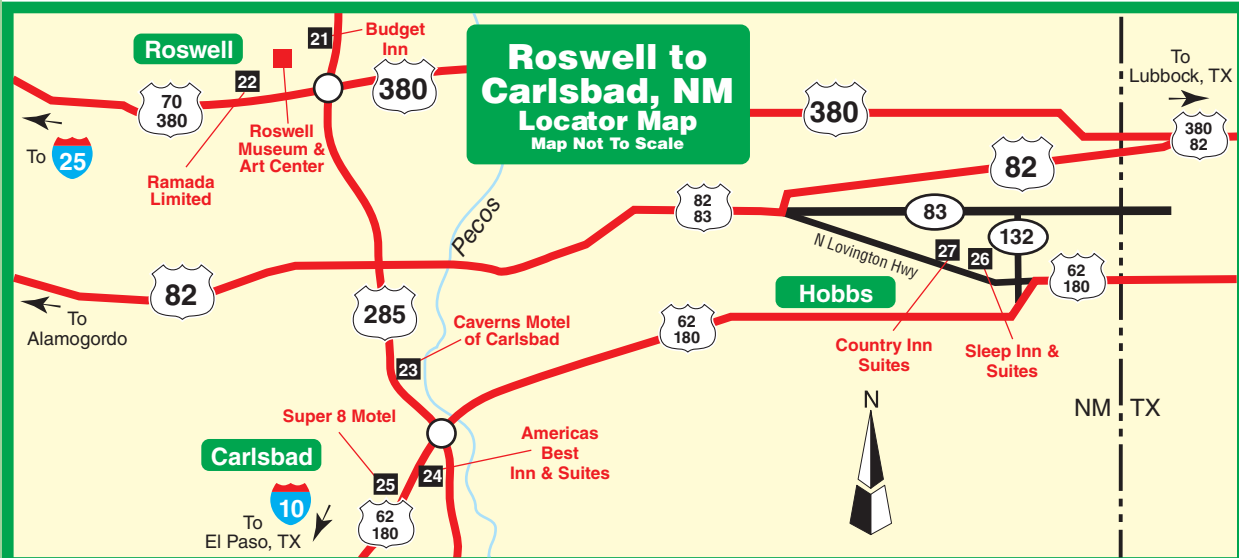 Roswell to
Carlsbad, NM
Locator Map
Map Not To Scale
Roswell
21
Budget
Inn
22
70
380
380
To
25
Ramada
Limited
Roswell
Museum &
Art Center
380
To
Lubbock, TX
380
82
82
82
83
83
132
N Lovington Hwy
27
26
62
180
Hobbs
Pecos
82
To
Alamogordo
285
62
180
Caverns Motel
of Carlsbad
23
Country Inn
Suites
Sleep Inn &
Suites
N
NM
TX
Super 8 Motel
Americas
Best
Inn & Suites
24
25
Carlsbad
10
To
El Paso, TX
62
180